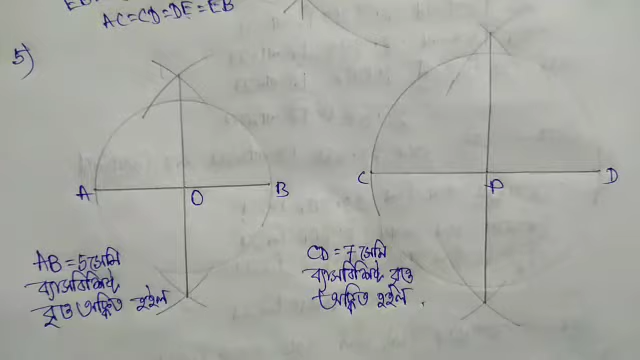 AC=CD=DE=EB
5)
A
O
B
C
P
D
AB = 5 সেমি
ব্যাসবিশিষ্ট
বৃত্ত অঙ্কিত হইল
CD = 7 সেমি
ব্যাসবিশিষ্ট বৃত্ত
অঙ্কিত হইল.